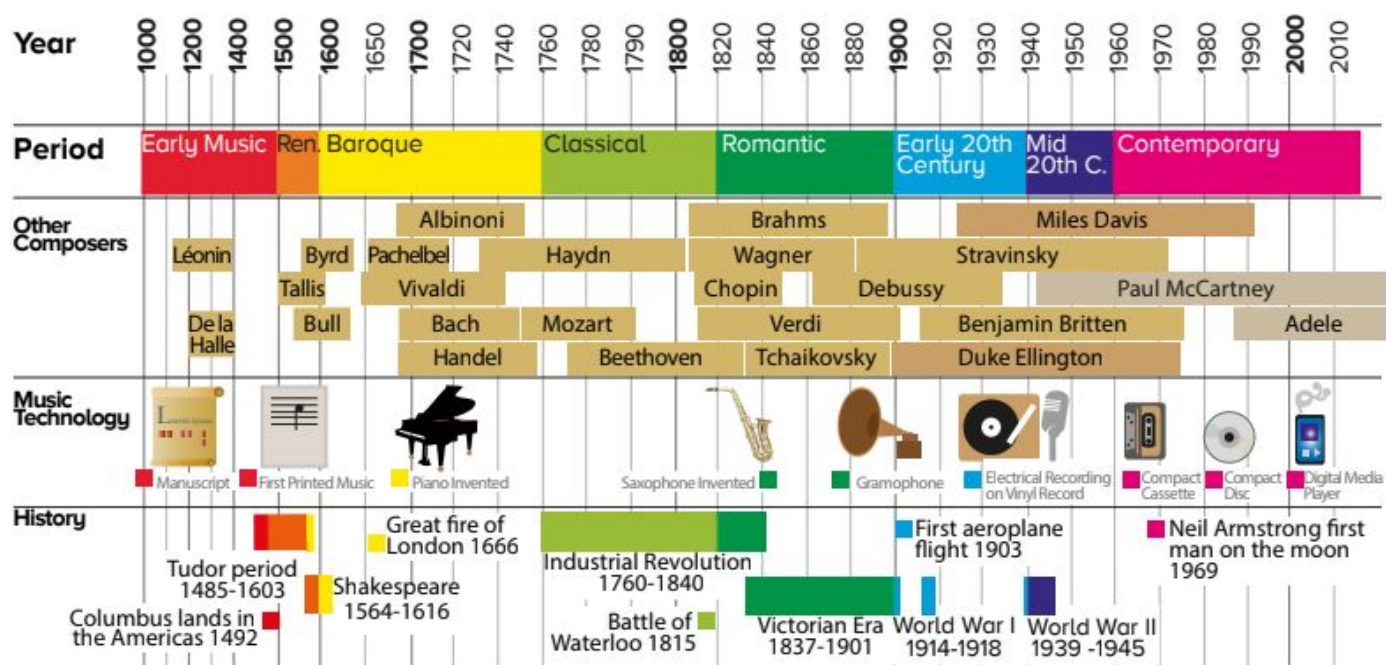 Year
1000 1200 1400 1500 1600 1650 1700 1720 1740 1760 1780 1790 1800 1820 1840 1860 1880 1900 1920 1930 1940 1950 1960 1970 1980 1990 2000 2010
Period
Early Music Ren. Baroque Classical Romantic Early 20th Century Mid 20th C. Contemporary
Other
Composers
Albinoni Brahms Miles Davis
Léonin Byrd Pachelbel Haydn Wagner Stravinsky
Tallis Vivaldi Chopin Debussy Paul McCartney
De la
Halle
Bull Bach Mozart Verdi Benjamin Britten Adele
Handel Beethoven Tchaikovsky Duke Ellington
Music
Technology
Manuscript
First Printed Music
Piano Invented
Saxophone Invented
Gramophone
Electrical Recording
on Vinyl Record
Compact
Cassette
Compact
Disc
Digital Media
Player
History
Tudor period
1485-1603
Columbus lands in
the Americas 1492
Great fire of
London 1666
Shakespeare
1564-1616
Industrial Revolution
1760-1840
Battle of
Waterloo 1815
Victorian Era
1837-1901
First aeroplane
flight 1903
World War I
1914-1918
World War II
1939 -1945
Neil Armstrong first
man on the moon
1969